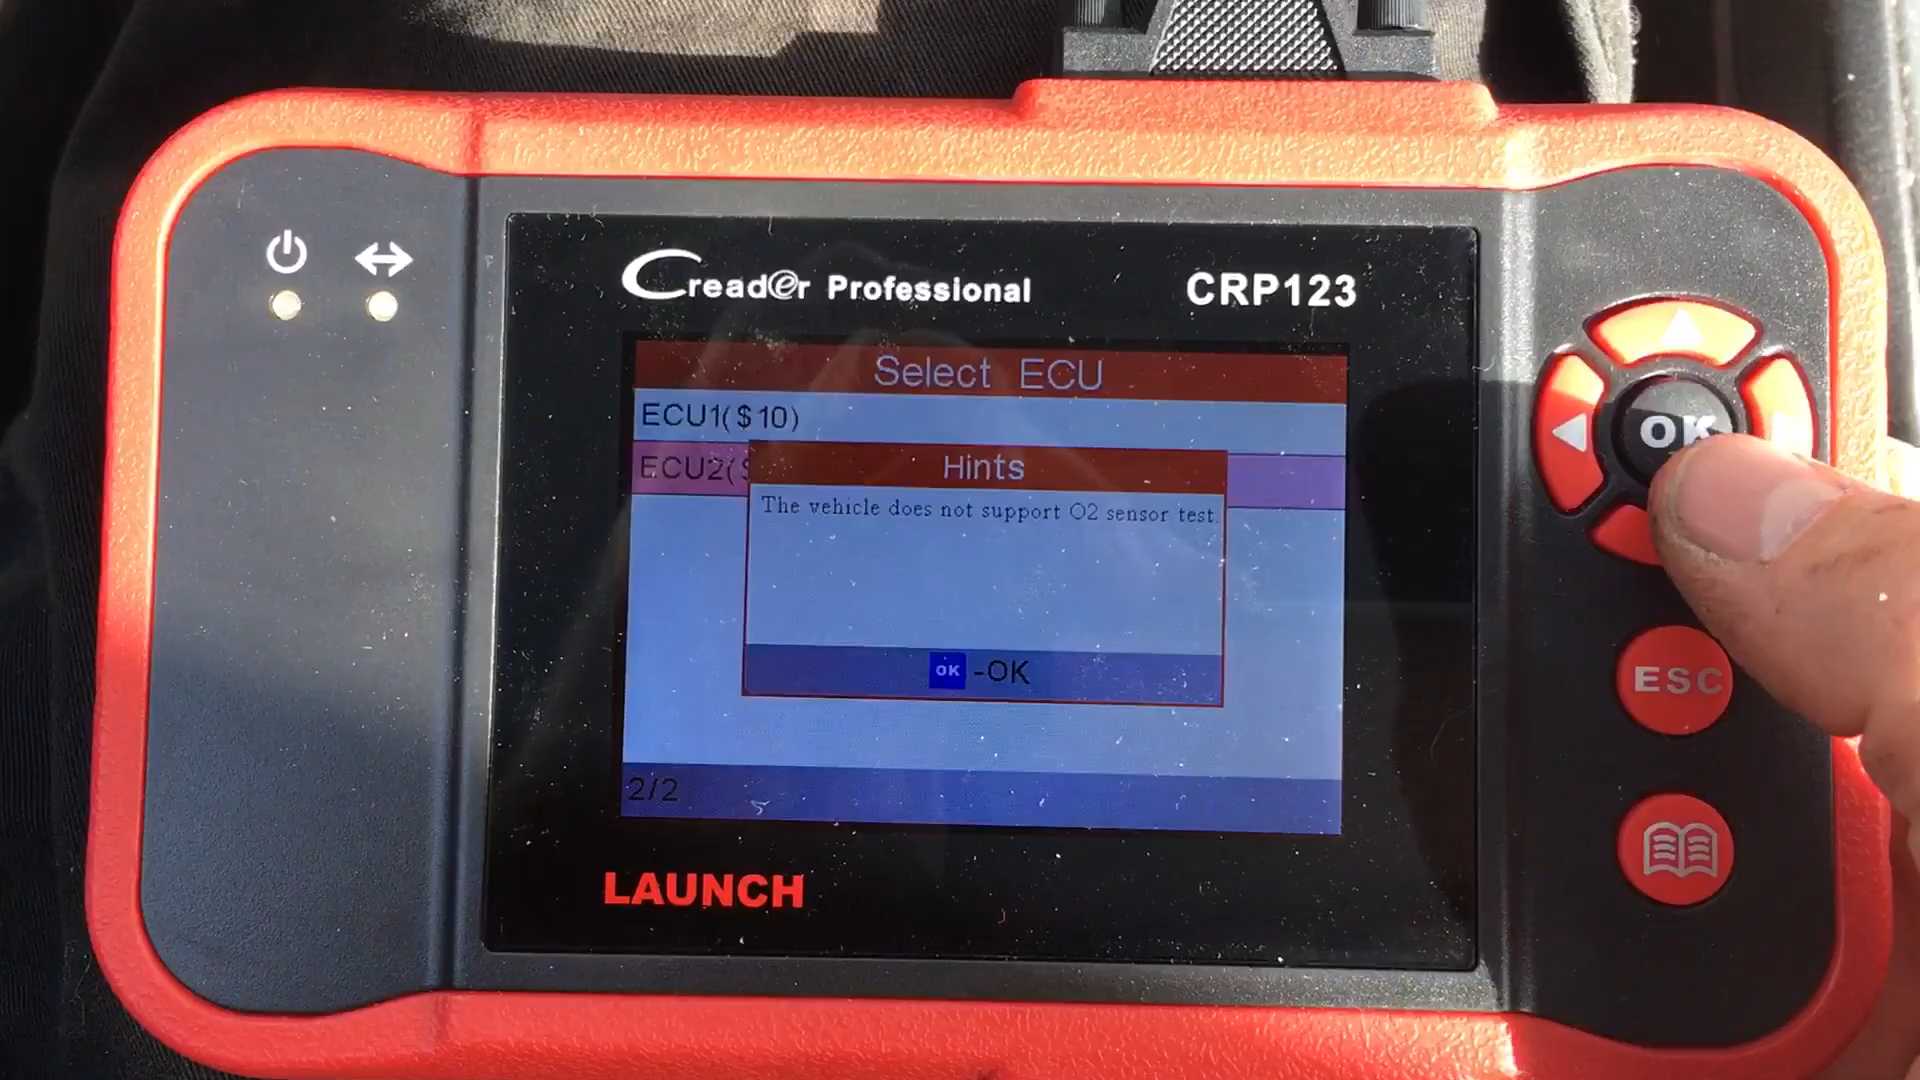 Creader Professional
CRP123
Select ECU
ECU1($10)
ECU2($
Hints
The vehicle does not support O2 sensor test.
OK -OK
2/2
LAUNCH
OK
ESC